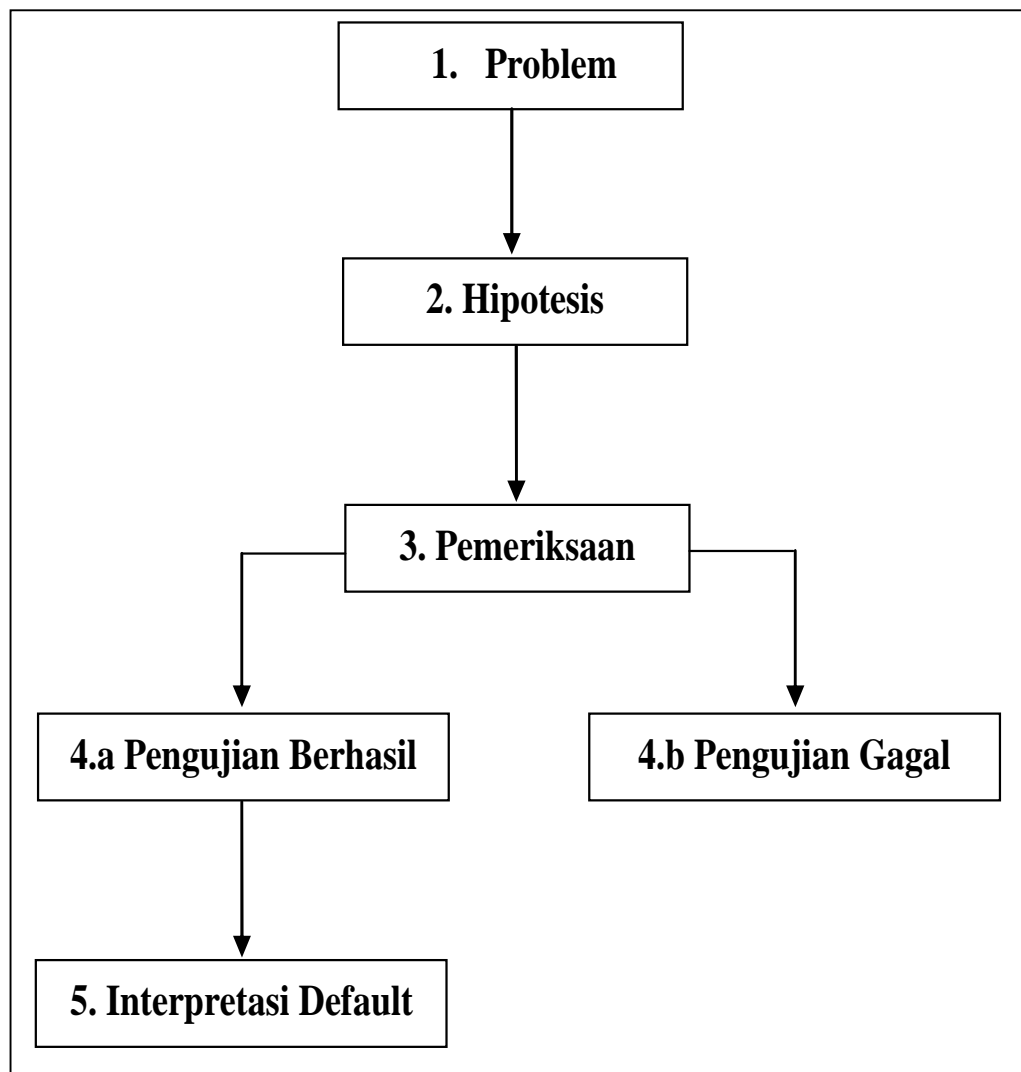 1. Problem
2. Hipotesis
3. Pemeriksaan
4.a Pengujian Berhasil
4.b Pengujian Gagal
5. Interpretasi Default